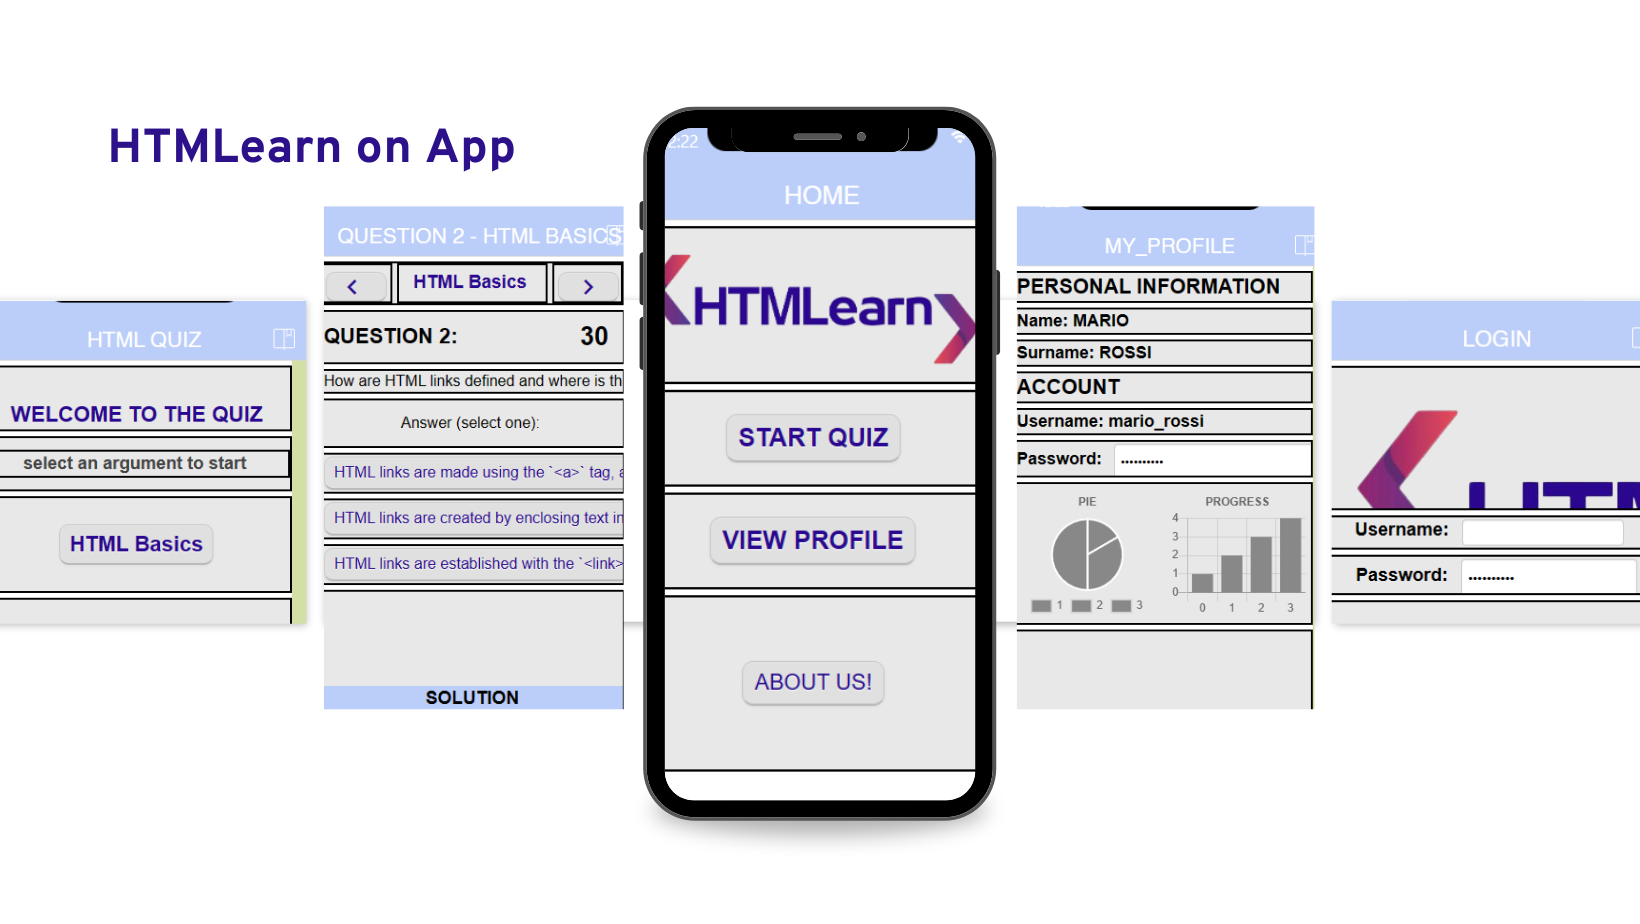 HTMLearn on App
HTML QUIZ
WELCOME TO THE QUIZ
select an argument to start
HTML Basics
QUESTION 2 - HTML BASICS
HTML Basics
QUESTION 2: 30
How are HTML links defined and where is th
Answer (select one):
HTML links are made using the `<a>` tag, a
HTML links are created by enclosing text in
HTML links are established with the `<link>
SOLUTION
2:22
HOME
HTMLearn
START QUIZ
VIEW PROFILE
ABOUT US!
MY_PROFILE
PERSONAL INFORMATION
Name: MARIO
Surname: ROSSI
ACCOUNT
Username: mario_rossi
Password: ••••••••••
PIE
1 2 3
PROGRESS
4
3
2
1
0
0 1 2 3
LOGIN
Username:
Password: ••••••••••